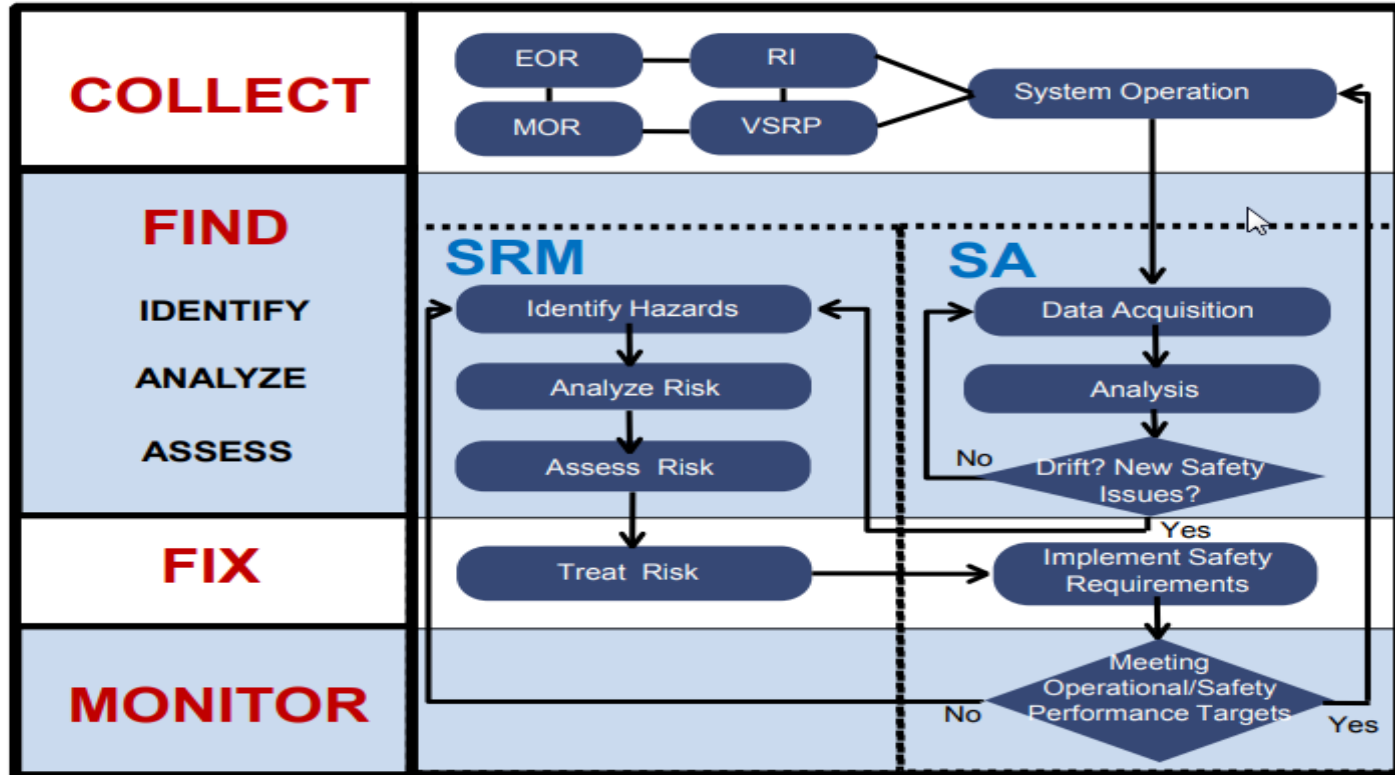 COLLECT
EOR
RI
System Operation
MOR
VSRP
FIND
SRM
SA
IDENTIFY
Identify Hazards
Data Acquisition
ANALYZE
Analyze Risk
Analysis
ASSESS
Assess Risk
No
Drift? New Safety
Issues?
Yes
FIX
Treat Risk
Implement Safety
Requirements
MONITOR
Meeting
Operational/Safety
Performance Targets
No
Yes